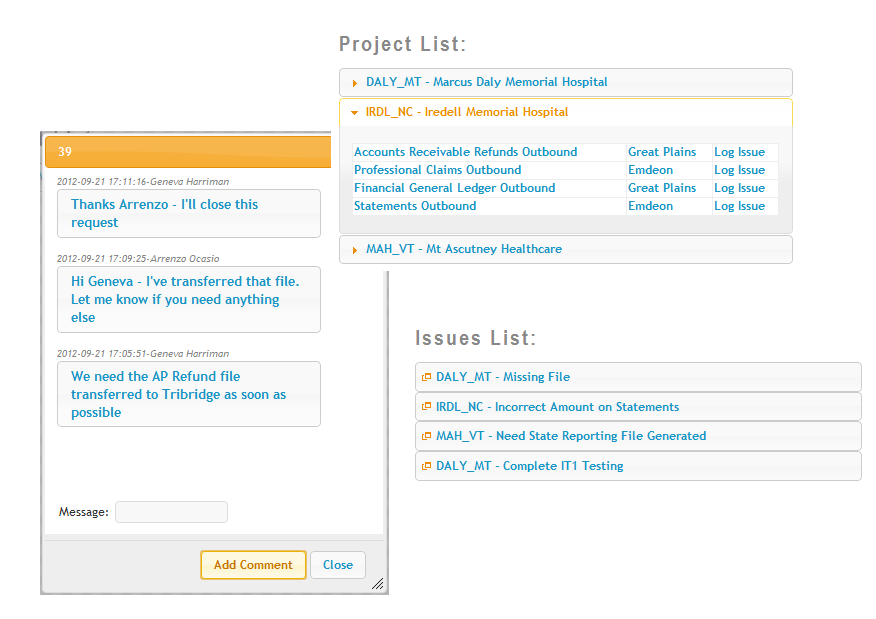 Project List:
DALY_MT - Marcus Daly Memorial Hospital
IRDL_NC - Iredell Memorial Hospital
Accounts Receivable Refunds Outbound Great Plains Log Issue
Professional Claims Outbound Emdeon Log Issue
Financial General Ledger Outbound Great Plains Log Issue
Statements Outbound Emdeon Log Issue
MAH_VT - Mt Ascutney Healthcare
39
2012-09-21 17:11:16-Geneva Harriman
Thanks Arrenzo - I'll close this
request
2012-09-21 17:09:25-Arrenzo Ocasio
Hi Geneva - I've transferred that file.
Let me know if you need anything
else
2012-09-21 17:05:51-Geneva Harriman
We need the AP Refund file
transferred to Tribridge as soon as
possible
Message:
Add Comment Close
Issues List:
DALY_MT - Missing File
IRDL_NC - Incorrect Amount on Statements
MAH_VT - Need State Reporting File Generated
DALY_MT - Complete IT1 Testing